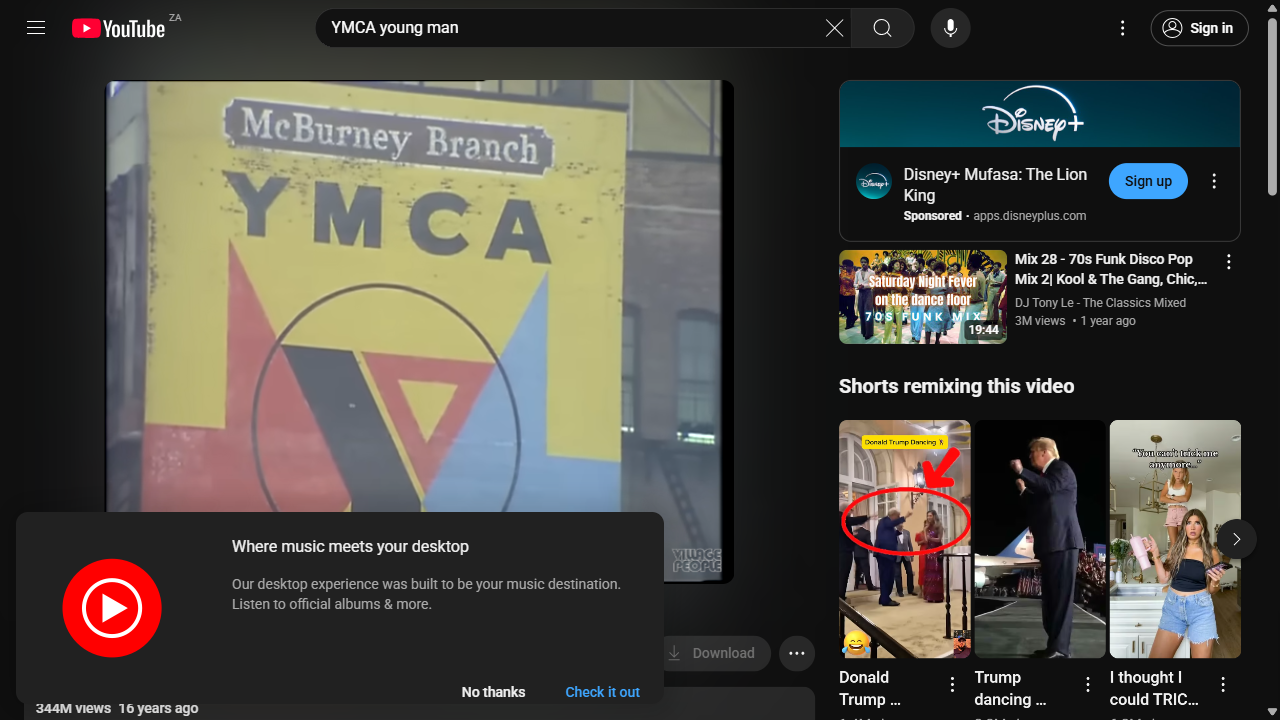 YouTube ZA
YMCA young man
Sign in
McBurney Branch
YMCA
VILLAGE
PEOPLE
Disney+
Disney+
Disney+ Mufasa: The Lion
King
Sponsored · apps.disneyplus.com
Sign up
Saturday Night Fever
on the dance floor
70S FUNK MIX
19:44
Mix 28 - 70s Funk Disco Pop
Mix 2| Kool & The Gang, Chic,...
DJ Tony Le - The Classics Mixed
3M views • 1 year ago
Shorts remixing this video
Donald Trump Dancing
"You can't trick me
anymore..."
Donald
Trump ...
Trump
dancing ...
I thought I
could TRIC...
Where music meets your desktop
Our desktop experience was built to be your music destination.
Listen to official albums & more.
No thanks
Check it out
Download
344M views 16 years ago